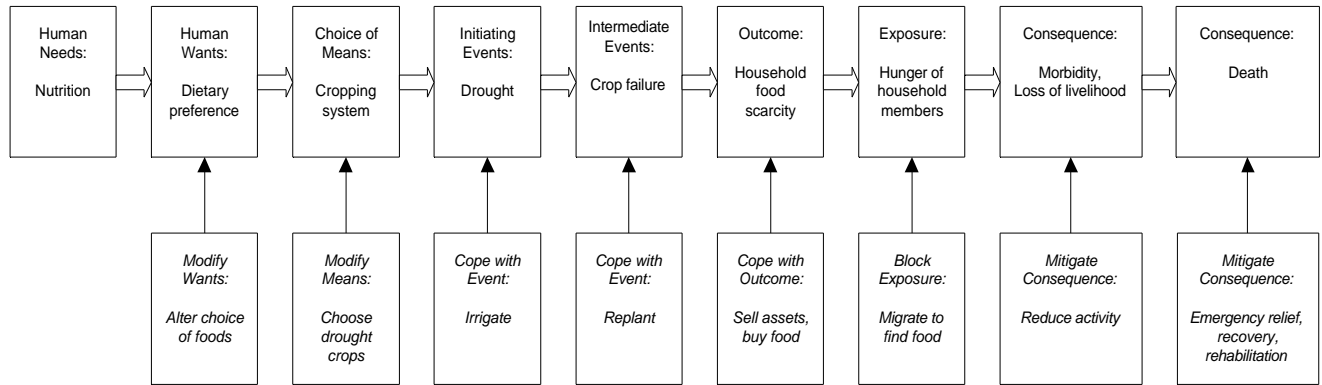 Human
Needs:
Nutrition
Human
Wants:
Dietary
preference
Choice of
Means:
Cropping
system
Initiating
Events:
Drought
Intermediate
Events:
Crop failure
Outcome:
Household
food
scarcity
Exposure:
Hunger of
household
members
Consequence:
Morbidity,
Loss of livelihood
Consequence:
Death
Modify
Wants:
Alter choice
of foods
Modify
Means:
Choose
drought
crops
Cope with
Event:
Irrigate
Cope with
Event:
Replant
Cope with
Outcome:
Sell assets,
buy food
Block
Exposure:
Migrate to
find food
Mitigate
Consequence:
Reduce activity
Mitigate
Consequence:
Emergency relief,
recovery,
rehabilitation